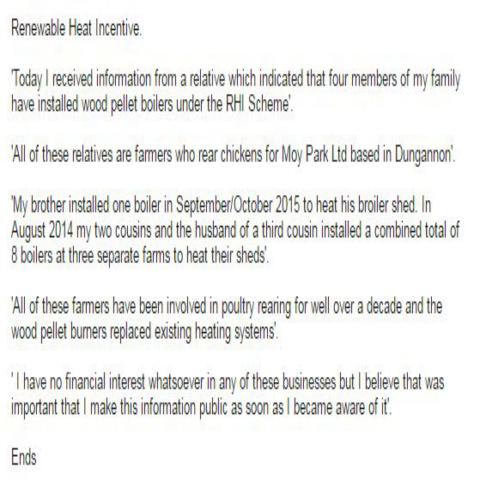 Renewable Heat Incentive.
'Today I received information from a relative which indicated that four members of my family
have installed wood pellet boilers under the RHI Scheme'.
'All of these relatives are farmers who rear chickens for Moy Park Ltd based in Dungannon'.
'My brother installed one boiler in September/October 2015 to heat his broiler shed. In
August 2014 my two cousins and the husband of a third cousin installed a combined total of
8 boilers at three separate farms to heat their sheds'.
'All of these farmers have been involved in poultry rearing for well over a decade and the
wood pellet burners replaced existing heating systems'.
' I have no financial interest whatsoever in any of these businesses but I believe that was
important that I make this information public as soon as I became aware of it'.
Ends